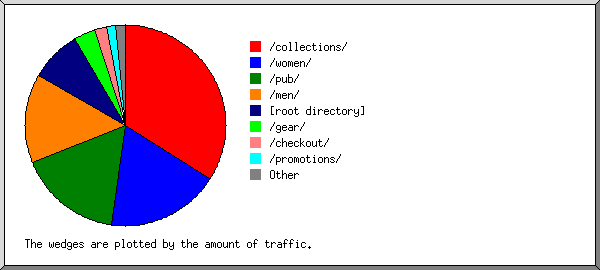 /collections/
/women/
/pub/
/men/
[root directory]
/gear/
/checkout/
/promotions/
Other
The wedges are plotted by the amount of traffic.